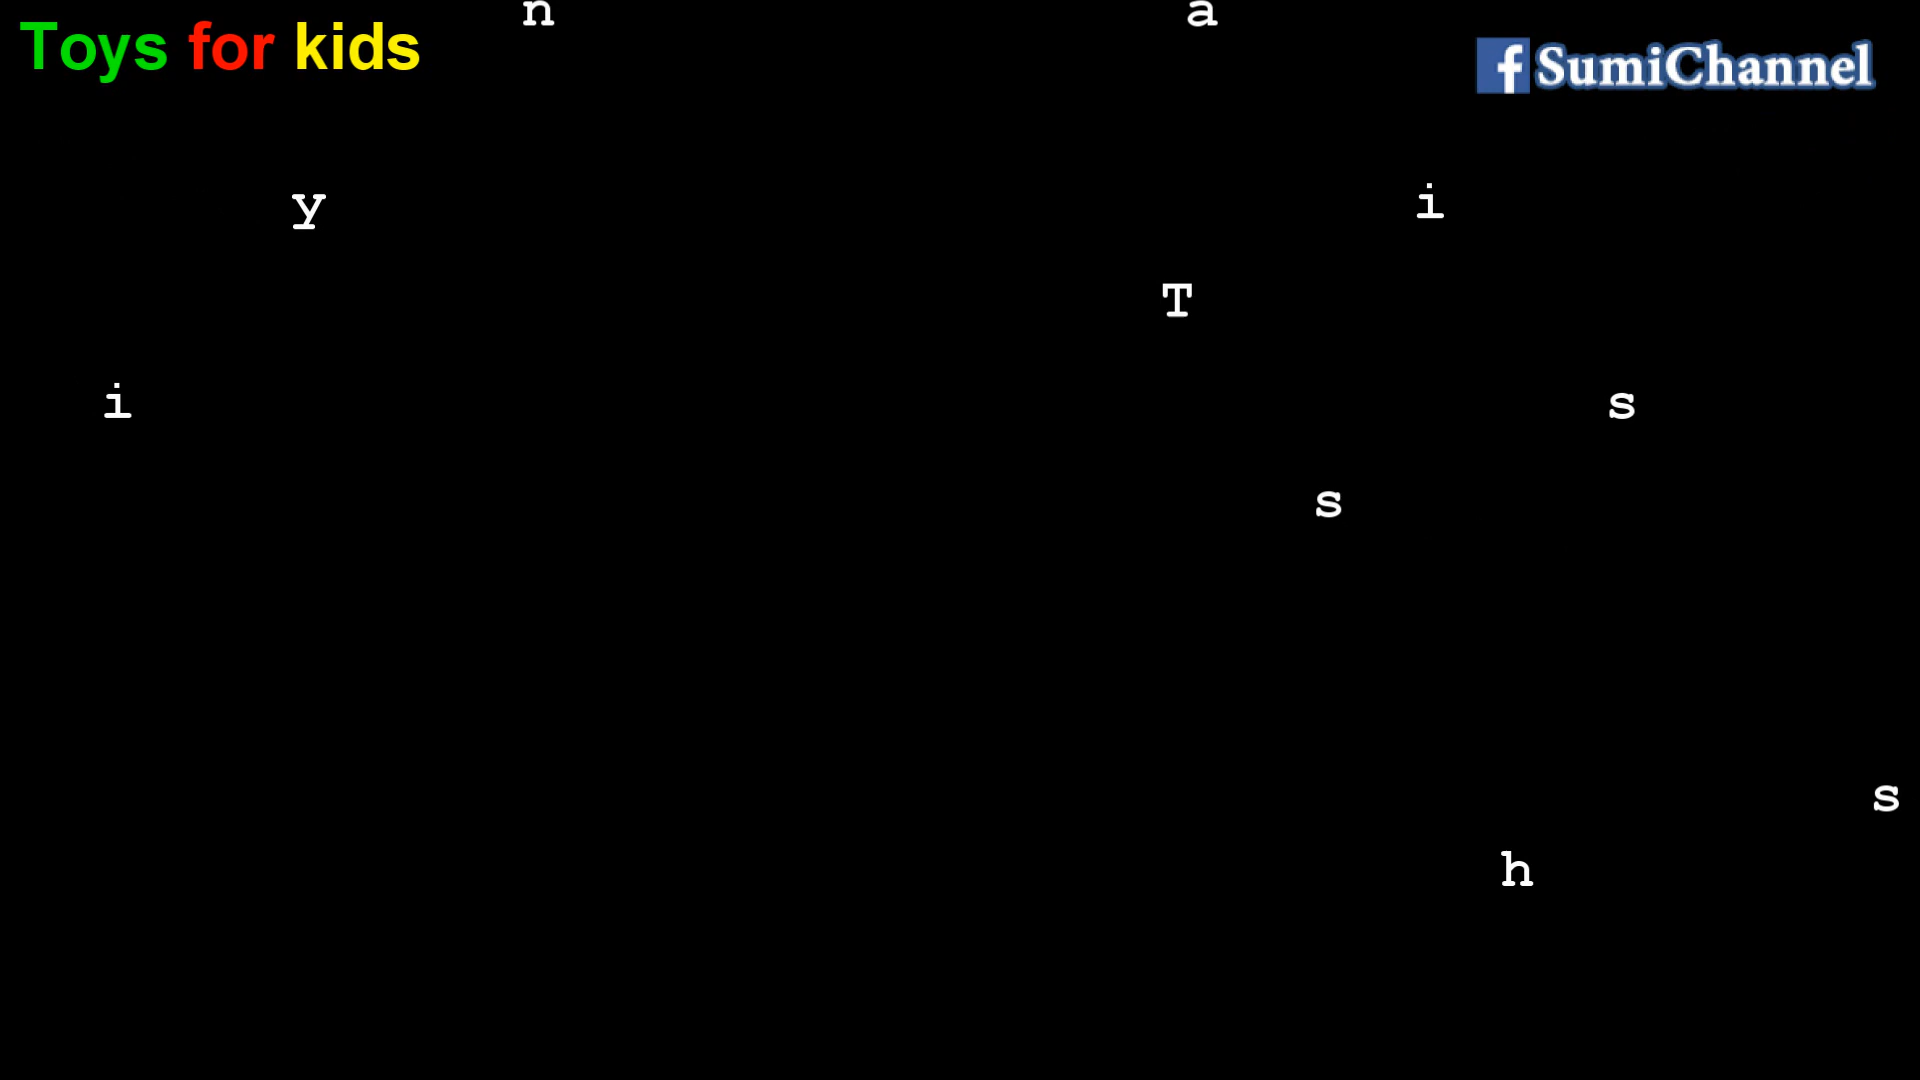 n a
Toys for kids
SumiChannel
y i
T
i s
s
s
h